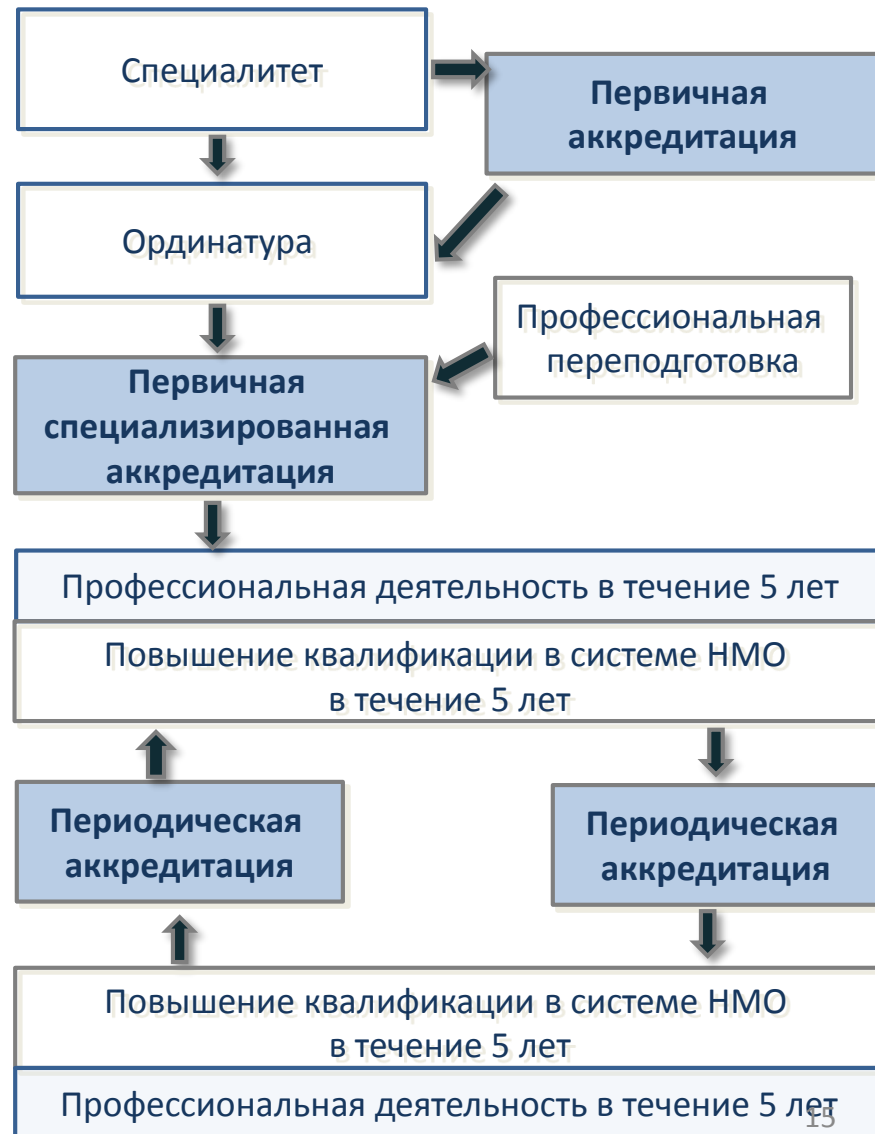 Специалитет
Первичная
аккредитация
Ординатура
Профессиональная
переподготовка
Первичная
специализированная
аккредитация
Профессиональная деятельность в течение 5 лет
Повышение квалификации в системе НМО
в течение 5 лет
Периодическая
аккредитация
Периодическая
аккредитация
Повышение квалификации в системе НМО
в течение 5 лет
Профессиональная деятельность в течение 5 лет
15